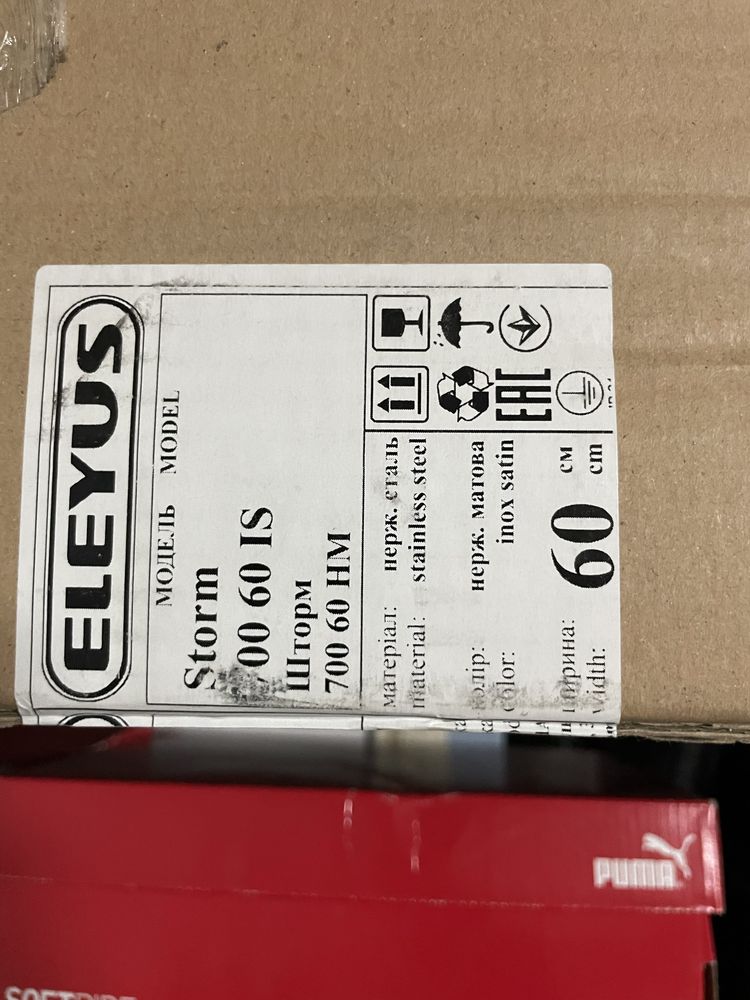 ELEYUS
МОДЕЛЬ MODEL
Storm
700 60 IS
Шторм
700 60 НМ
EAC
матеріал: нерж. сталь
material: stainless steel
колір: нерж. матова
color: inox satin
ширина: 60 см
width: cm
PUMA
SOFTRIDE